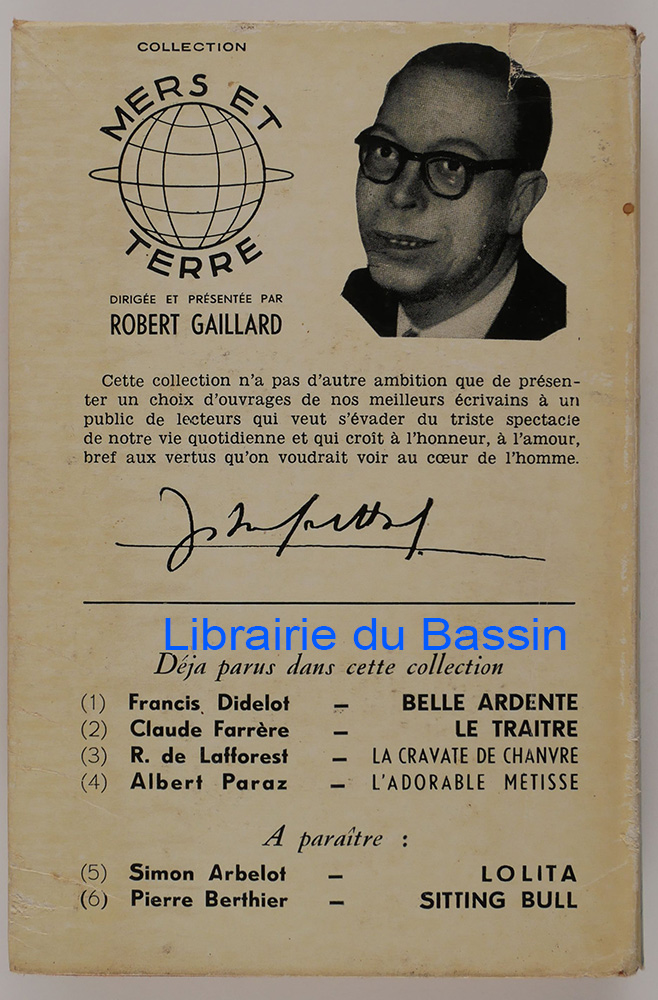 COLLECTION
MERS ET
TERRE
DIRIGÉE ET PRÉSENTÉE PAR
ROBERT GAILLARD
Cette collection n'a pas d'autre ambition que de présen-
ter un choix d'ouvrages de nos meilleurs écrivains à un
public de lecteurs qui veut s'évader du triste spectacle
de notre vie quotidienne et qui croît à l'honneur, à l'amour,
bref aux vertus qu'on voudrait voir au cœur de l'homme.
Librairie du Bassin
Déja parus dans cette collection
(1) Francis Didelot — BELLE ARDENTE
(2) Claude Farrère — LE TRAITRE
(3) R. de Lafforest — LA CRAVATE DE CHANVRE
(4) Albert Paraz — L'ADORABLE MÉTISSE
A paraître :
(5) Simon Arbelot — LOLITA
(6) Pierre Berthier — SITTING BULL